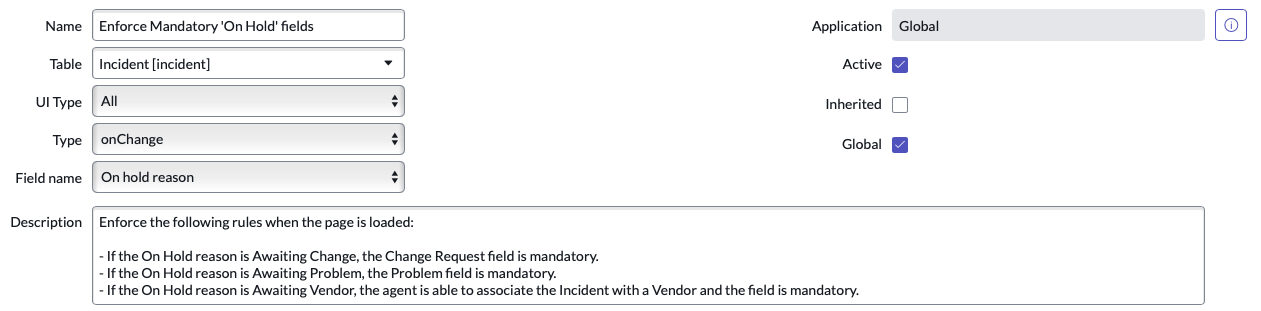 Name Enforce Mandatory 'On Hold' fields Application Global
Table Incident [incident] Active
UI Type All Inherited
Type onChange Global
Field name On hold reason
Description Enforce the following rules when the page is loaded:
- If the On Hold reason is Awaiting Change, the Change Request field is mandatory.
- If the On Hold reason is Awaiting Problem, the Problem field is mandatory.
- If the On Hold reason is Awaiting Vendor, the agent is able to associate the Incident with a Vendor and the field is mandatory.